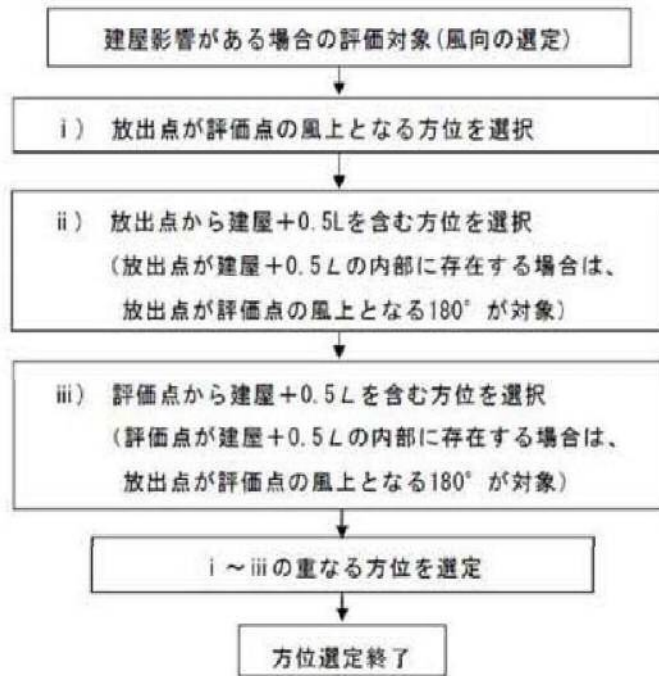 建屋影響がある場合の評価対象(風向の選定)
ⅰ) 放出点が評価点の風上となる方位を選択
ⅱ) 放出点から建屋+0.5Lを含む方位を選択
(放出点が建屋+0.5Lの内部に存在する場合は、
放出点が評価点の風上となる180°が対象)
ⅲ) 評価点から建屋+0.5Lを含む方位を選択
(評価点が建屋+0.5Lの内部に存在する場合は、
放出点が評価点の風上となる180°が対象)
ⅰ～ⅲの重なる方位を選定
方位選定終了